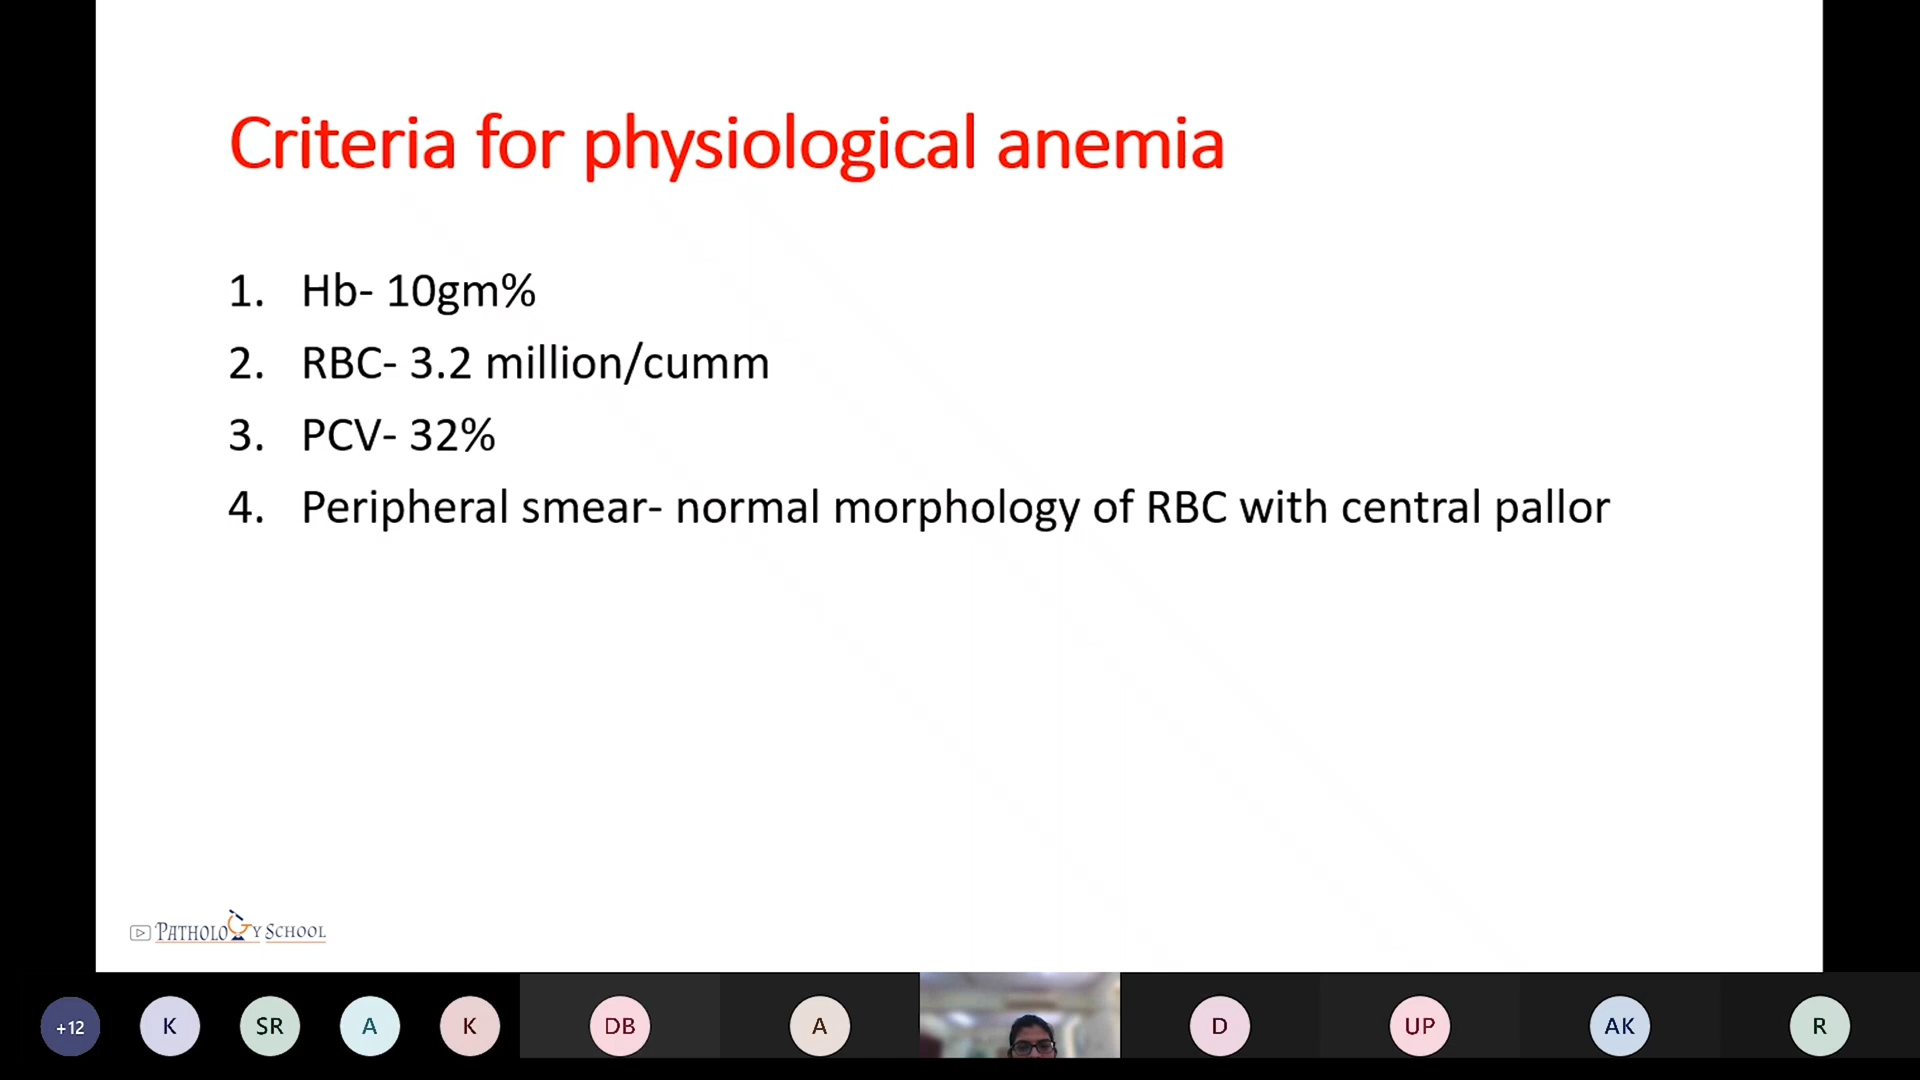 Criteria for physiological anemia
1. Hb- 10gm%
2. RBC- 3.2 million/cumm
3. PCV- 32%
4. Peripheral smear- normal morphology of RBC with central pallor
PATHOLOGY SCHOOL
+12 K SR A K DB A D UP AK R